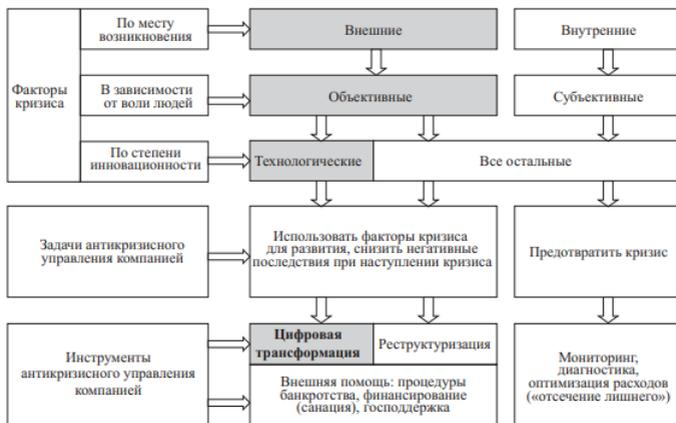 По месту
возникновения
Внешние
Внутренние
Факторы
кризиса
В зависимости
от воли людей
Объективные
Субъективные
По степени
инновационности
Технологические
Все остальные
Задачи антикризисного
управления компанией
Использовать факторы кризиса
для развития, снизить негативные
последствия при наступлении кризиса
Предотвратить кризис
Инструменты
антикризисного управления
компанией
Цифровая
трансформация
Реструктуризация
Внешняя помощь: процедуры
банкротства, финансирование
(санация), господдержка
Мониторинг,
диагностика,
оптимизация расходов
(«отсечение лишнего»)